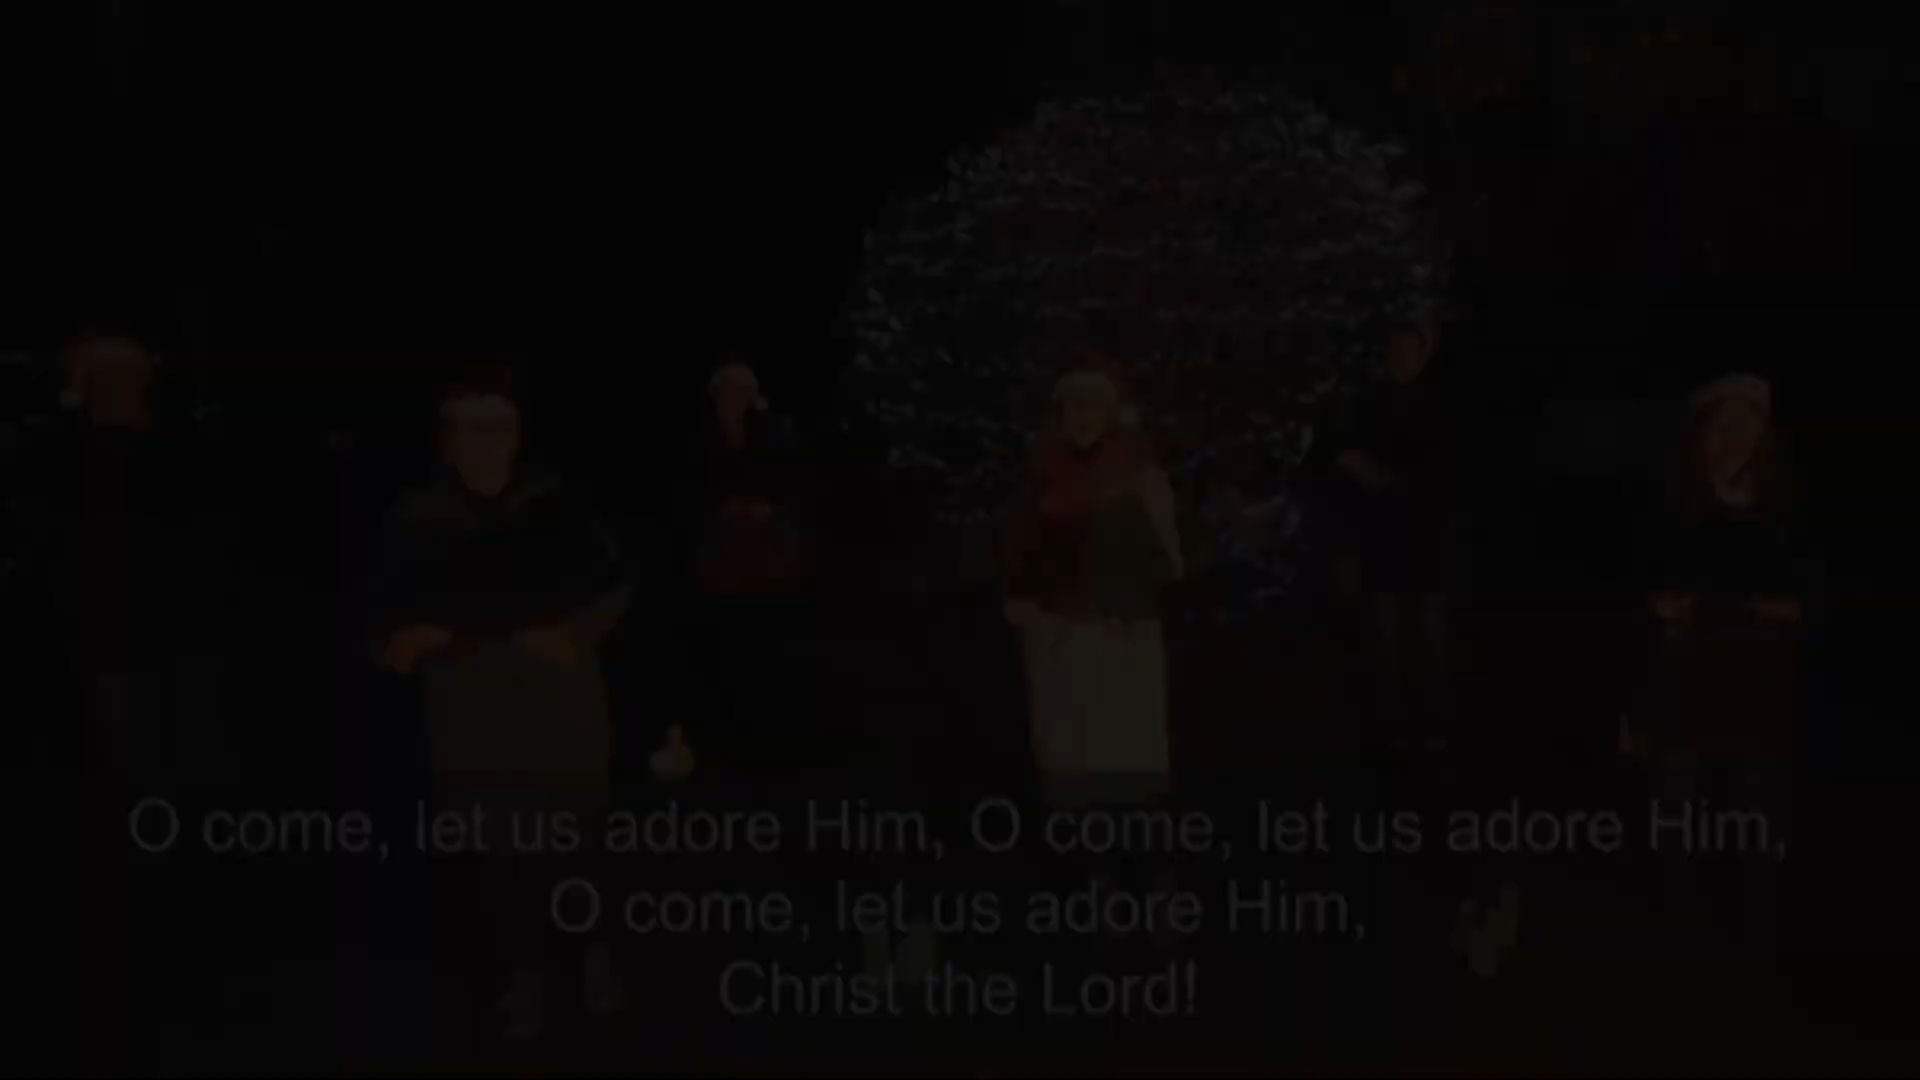 O come, let us adore Him, O come, let us adore Him,
O come, let us adore Him,
Christ the Lord!